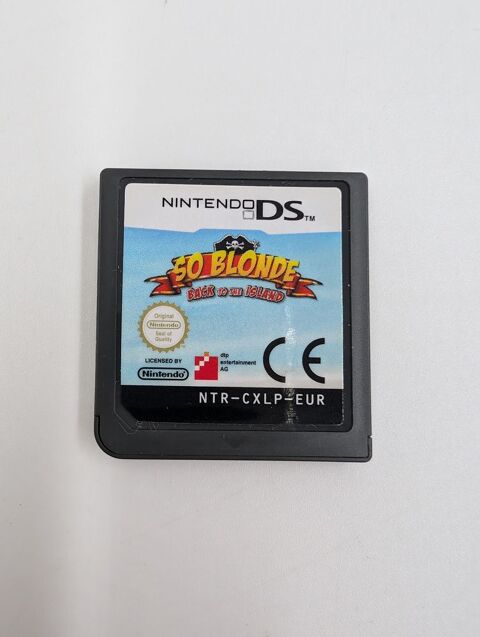 NINTENDO DS TM
SO BLONDE
BACK TO THE ISLAND
Original
Nintendo
Seal of
Quality
LICENSED BY
Nintendo
dtp
entertainment
AG
CE
NTR-CXLP-EUR